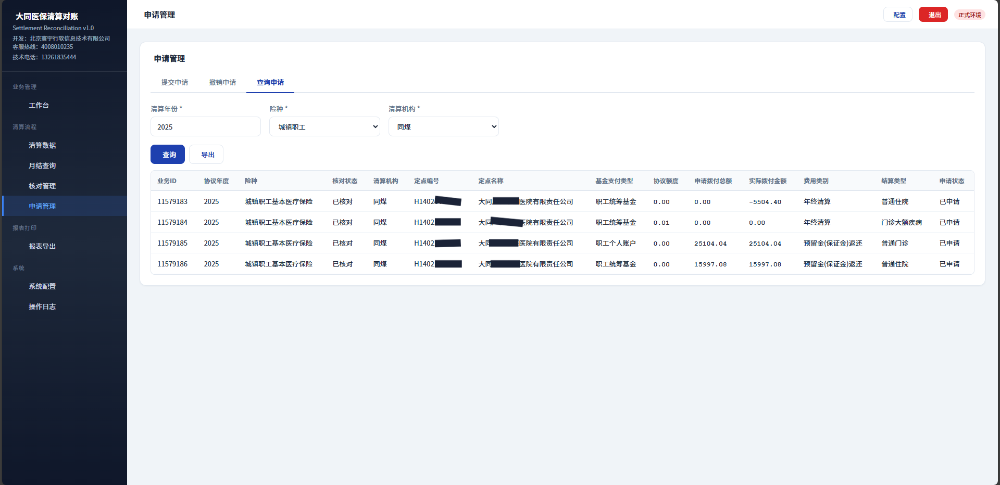 大同医保清算对账
Settlement Reconciliation v1.0
开发：北京寰宇行软信息技术有限公司
客服热线：4008010235
技术电话：13261835444
业务管理
工作台
清算流程
清算数据
月结查询
核对管理
申请管理
报表打印
报表导出
系统
系统配置
操作日志
申请管理
配置 退出 正式环境
申请管理
提交申请 撤销申请 查询申请
清算年份 * 险种 * 清算机构 *
2025 城镇职工 同煤
查询 导出
业务ID 协议年度 险种 核对状态 清算机构 定点编号 定点名称 基金支付类型 协议额度 申请拨付总额 实际拨付金额 费用类别 结算类型 申请状态
11579183 2025 城镇职工基本医疗保险 已核对 同煤 H1402 大同 医院有限责任公司 职工统筹基金 0.00 0.00 -5504.40 年终清算 普通住院 已申请
11579184 2025 城镇职工基本医疗保险 已核对 同煤 H1402 大同 医院有限责任公司 职工统筹基金 0.01 0.00 0.00 年终清算 门诊大额疾病 已申请
11579185 2025 城镇职工基本医疗保险 已核对 同煤 H1402 大同 医院有限责任公司 职工个人账户 0.00 25104.04 25104.04 预留金(保证金)返还 普通门诊 已申请
11579186 2025 城镇职工基本医疗保险 已核对 同煤 H1402 大同 医院有限责任公司 职工统筹基金 0.00 15997.08 15997.08 预留金(保证金)返还 普通住院 已申请